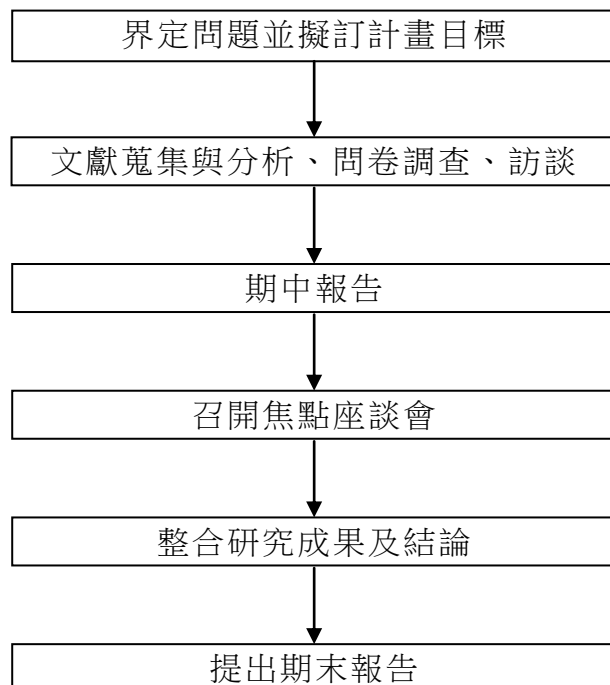 界定問題並擬訂計畫目標
文獻蒐集與分析、問卷調查、訪談
期中報告
召開焦點座談會
整合研究成果及結論
提出期末報告